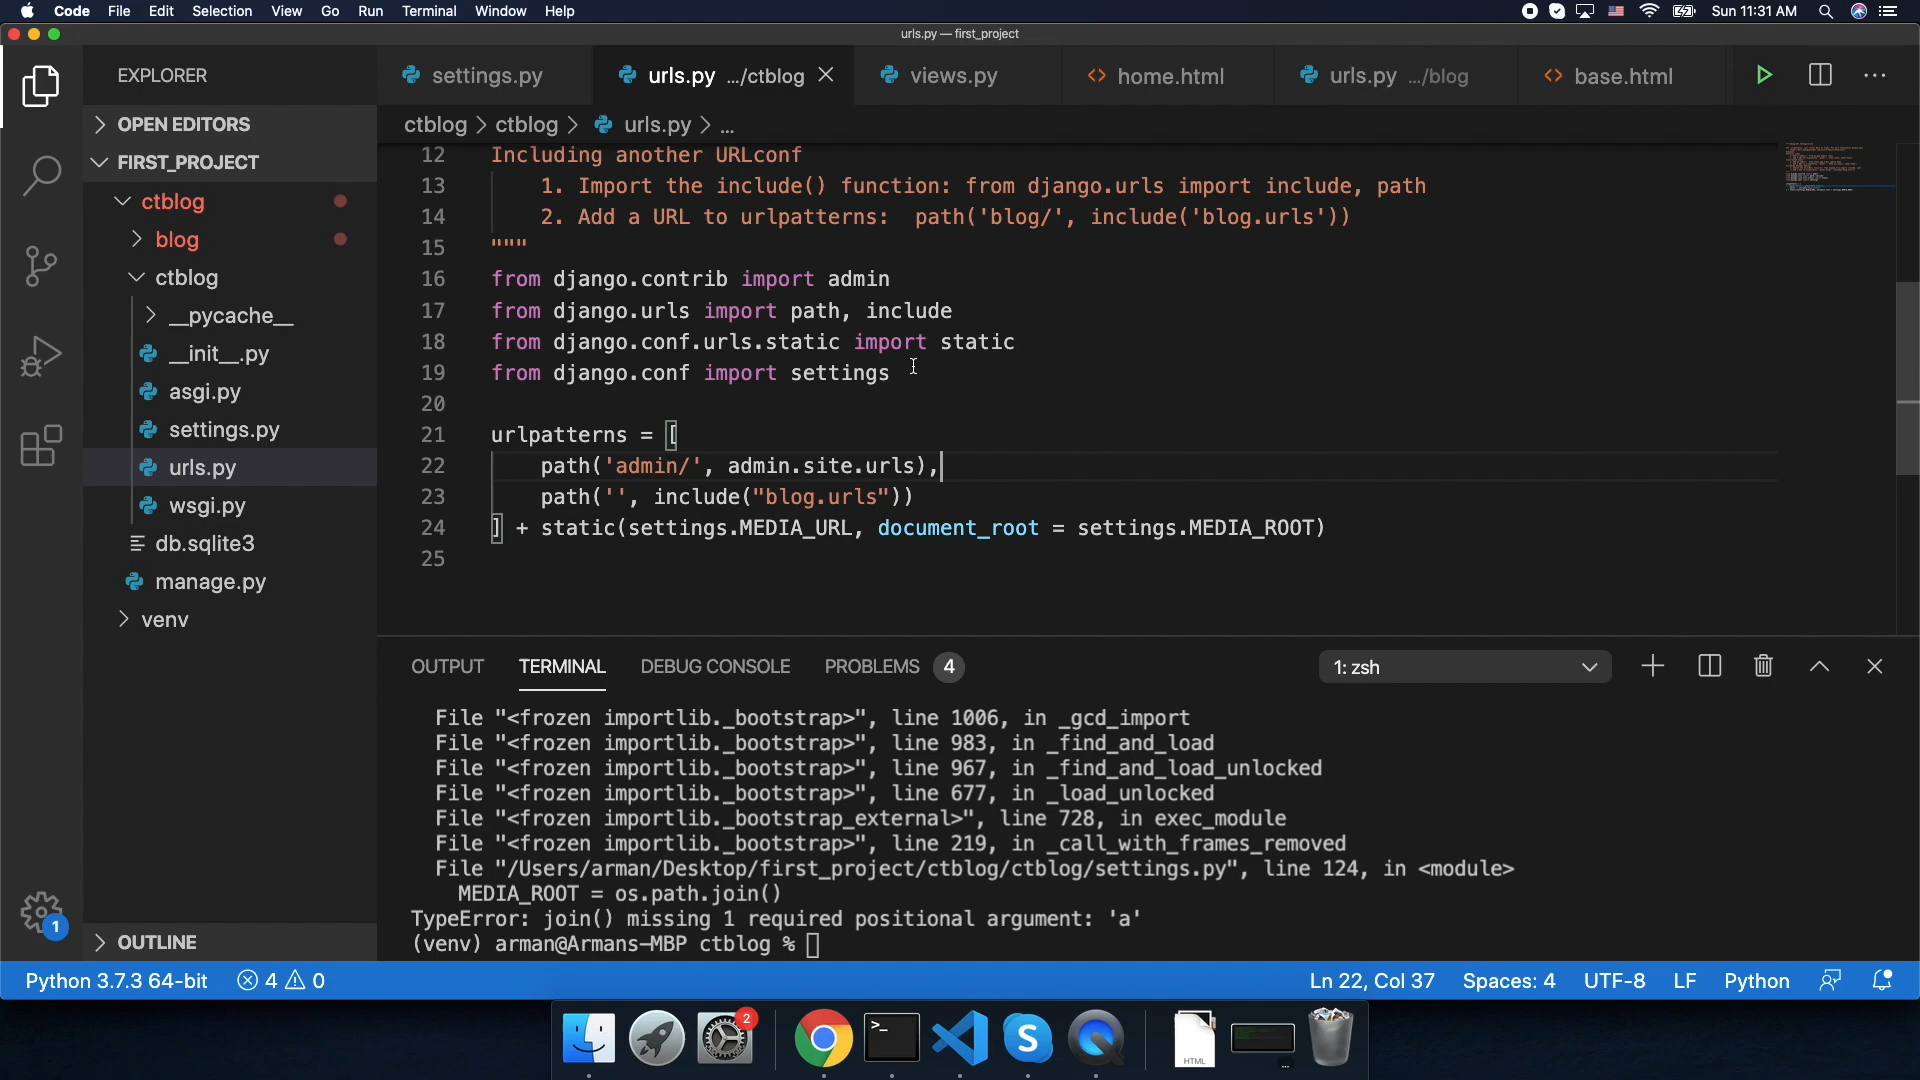 Code File Edit Selection View Go Run Terminal Window Help Sun 11:31 AM
urls.py — first_project
EXPLORER
settings.py urls.py .../ctblog views.py home.html urls.py .../blog base.html
OPEN EDITORS
FIRST_PROJECT
ctblog
blog
ctblog
__pycache__
__init__.py
asgi.py
settings.py
urls.py
wsgi.py
db.sqlite3
manage.py
venv
OUTLINE
1
ctblog > ctblog > urls.py > ...
12 Including another URLconf
13 1. Import the include() function: from django.urls import include, path
14 2. Add a URL to urlpatterns: path('blog/', include('blog.urls'))
15 """
16 from django.contrib import admin
17 from django.urls import path, include
18 from django.conf.urls.static import static
19 from django.conf import settings
20
21 urlpatterns = [
22 path('admin/', admin.site.urls),
23 path('', include("blog.urls"))
24 ] + static(settings.MEDIA_URL, document_root = settings.MEDIA_ROOT)
25
OUTPUT TERMINAL DEBUG CONSOLE PROBLEMS 4 1: zsh
File "<frozen importlib._bootstrap>", line 1006, in _gcd_import
File "<frozen importlib._bootstrap>", line 983, in _find_and_load
File "<frozen importlib._bootstrap>", line 967, in _find_and_load_unlocked
File "<frozen importlib._bootstrap>", line 677, in _load_unlocked
File "<frozen importlib._bootstrap_external>", line 728, in exec_module
File "<frozen importlib._bootstrap>", line 219, in _call_with_frames_removed
File "/Users/arman/Desktop/first_project/ctblog/ctblog/settings.py", line 124, in <module>
MEDIA_ROOT = os.path.join()
TypeError: join() missing 1 required positional argument: 'a'
(venv) arman@Armans-MBP ctblog %
Python 3.7.3 64-bit 4 0 Ln 22, Col 37 Spaces: 4 UTF-8 LF Python
2
HTML